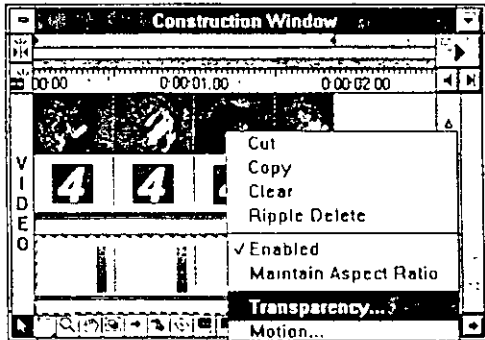 Construction Window
00:00 0:00:01.00 0:00:02.00
VIDEO
4 4
Cut
Copy
Clear
Ripple Delete
✓Enabled
Maintain Aspect Ratio
Transparency...
Motion...